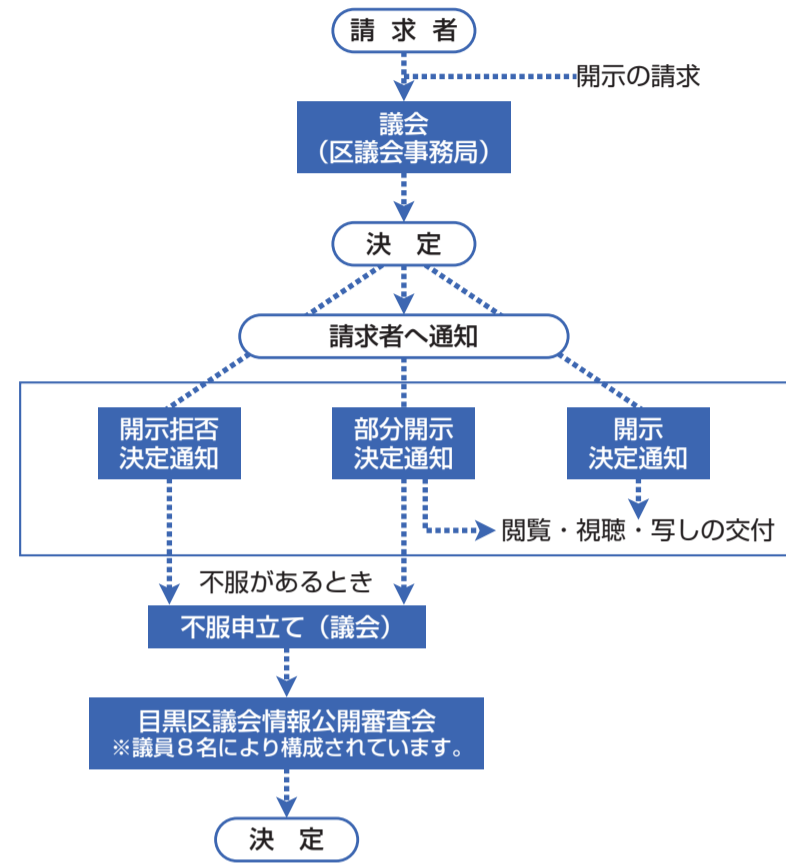 請 求 者
開示の請求
議会
（区議会事務局）
決　定
請求者へ通知
開示拒否
決定通知
部分開示
決定通知
開示
決定通知
閲覧・視聴・写しの交付
不服があるとき
不服申立て（議会）
目黒区議会情報公開審査会
※議員８名により構成されています。
決　定